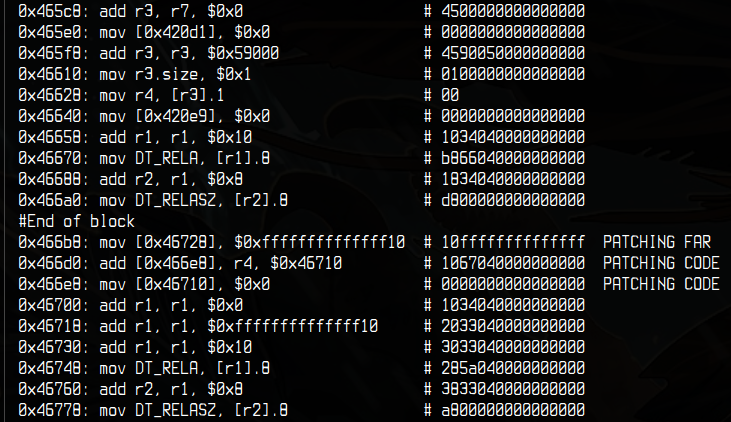 0x465c8: add r3, r7, $0x0 # 4500000000000000
0x465e0: mov [0x420d1], $0x0 # 0000000000000000
0x465f8: add r3, r3, $0x59000 # 4590050000000000
0x46610: mov r3.size, $0x1 # 0100000000000000
0x46628: mov r4, [r3].1 # 00
0x46640: mov [0x420e9], $0x0 # 0000000000000000
0x46658: add r1, r1, $0x10 # 1034040000000000
0x46670: mov DT_RELA, [r1].8 # b866040000000000
0x46688: add r2, r1, $0x8 # 1834040000000000
0x466a0: mov DT_RELASZ, [r2].8 # d800000000000000
#End of block
0x466b8: mov [0x46728], $0xffffffffffffff10 # 10ffffffffffffff PATCHING FAR
0x466d0: add [0x466e8], r4, $0x46710 # 1067040000000000 PATCHING CODE
0x466e8: mov [0x46710], $0x0 # 0000000000000000 PATCHING CODE
0x46700: add r1, r1, $0x0 # 1034040000000000
0x46718: add r1, r1, $0xffffffffffffff10 # 2033040000000000
0x46730: add r1, r1, $0x10 # 3033040000000000
0x46748: mov DT_RELA, [r1].8 # 285a040000000000
0x46760: add r2, r1, $0x8 # 3833040000000000
0x46778: mov DT_RELASZ, [r2].8 # a800000000000000